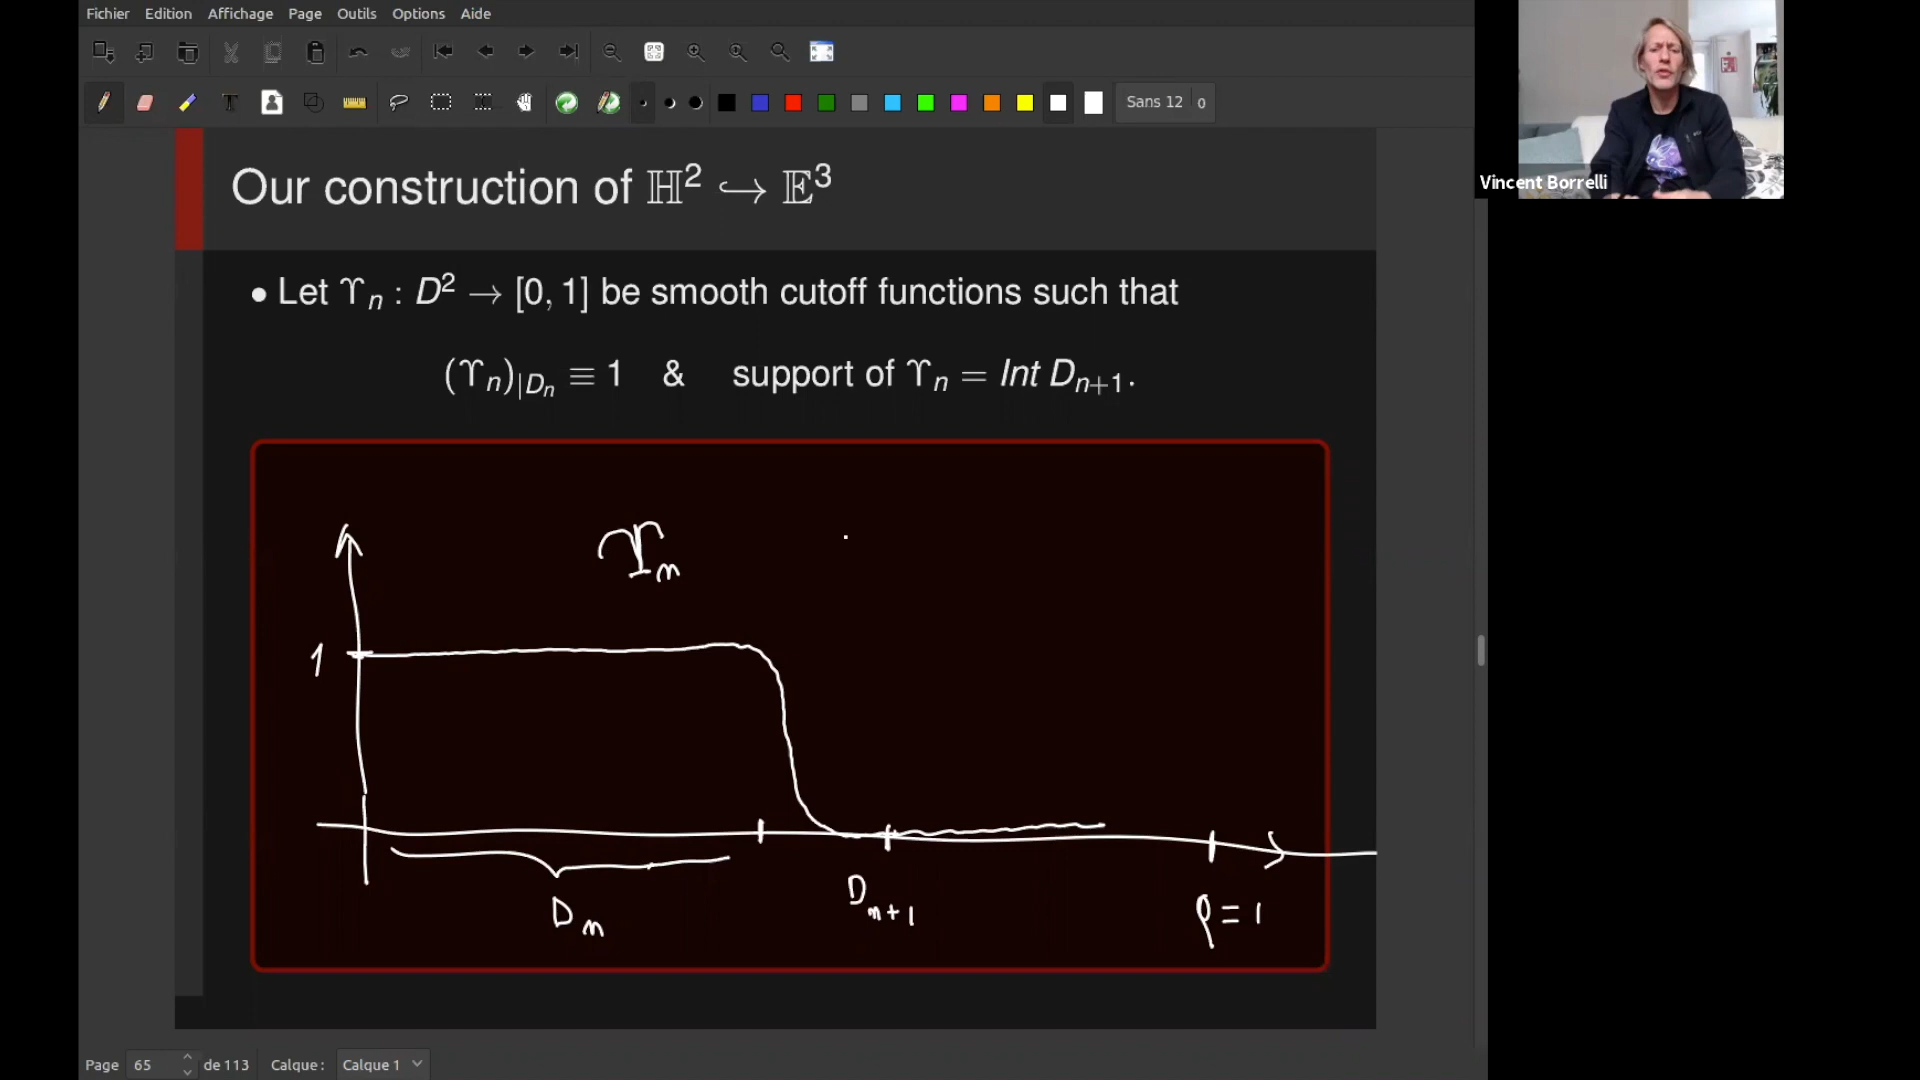 Fichier Edition Affichage Page Outils Options Aide
Sans 12
Vincent Borrelli
Our construction of ℍ² ↪ 𝔼³
• Let ϒₙ : D² → [0, 1] be smooth cutoff functions such that
(ϒₙ)|Dₙ ≡ 1 & support of ϒₙ = Int Dₙ₊₁.
ϒₙ
1
Dₙ
Dₙ₊₁
ρ = 1
Page 65 de 113 Calque : Calque 1